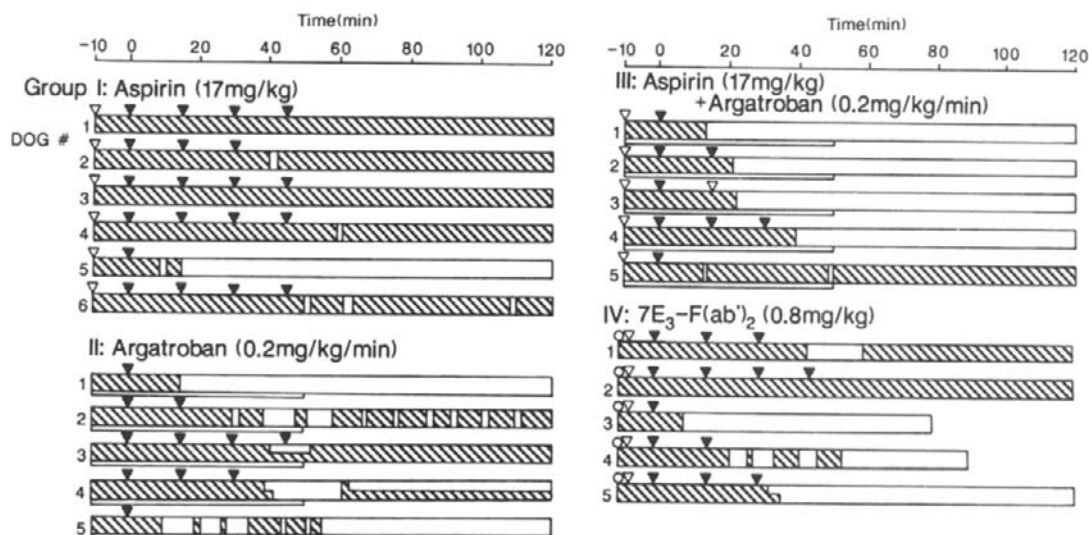 Time(min)
-10 0 20 40 60 80 100 120
Group I: Aspirin (17mg/kg)
DOG #
1
2
3
4
5
6
II: Argatroban (0.2mg/kg/min)
1
2
3
4
5
Time(min)
-10 0 20 40 60 80 100 120
III: Aspirin (17mg/kg)
+Argatroban (0.2mg/kg/min)
1
2
3
4
5
IV: 7E₃-F(ab')₂ (0.8mg/kg)
1
2
3
4
5